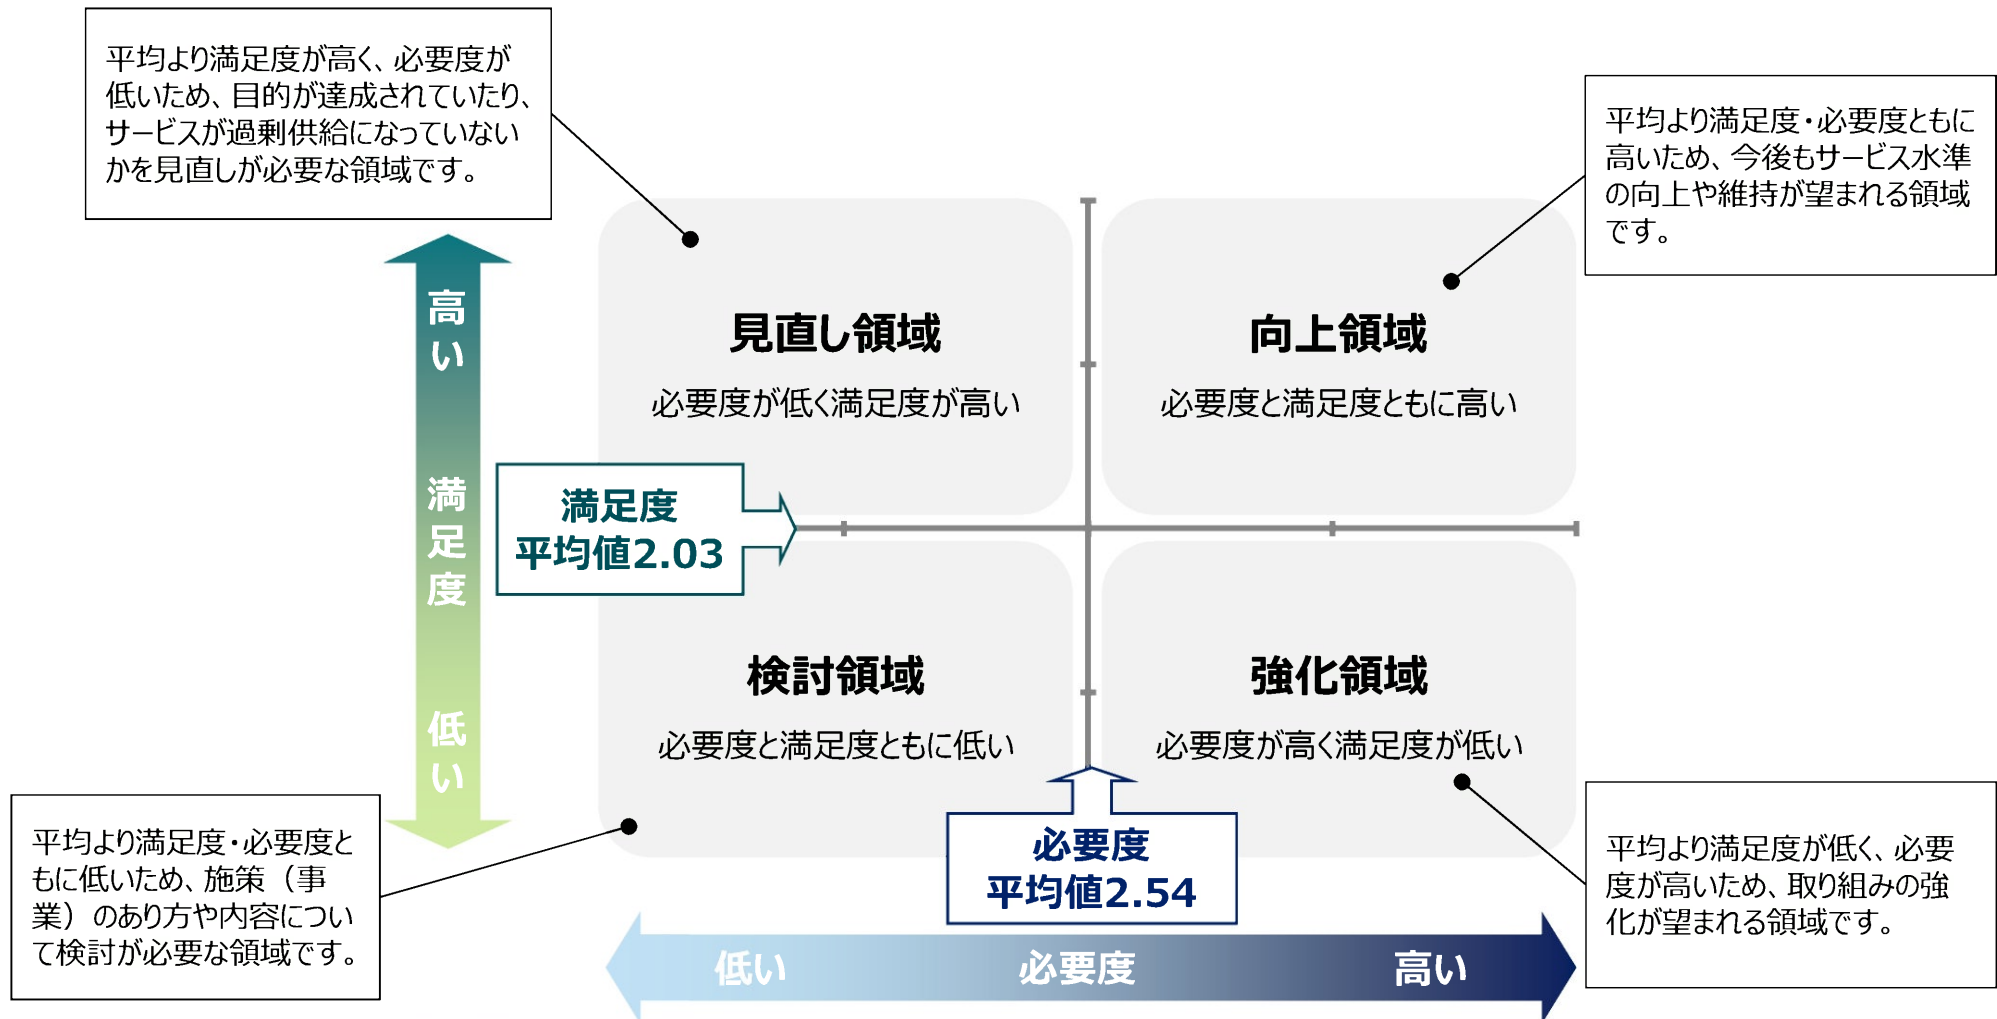 平均より満足度が高く、必要度が
低いため、目的が達成されていたり、
サービスが過剰供給になっていない
かを見直しが必要な領域です。
平均より満足度・必要度ともに
高いため、今後もサービス水準
の向上や維持が望まれる領域
です。
高い
満足度
低い
見直し領域
必要度が低く満足度が高い
向上領域
必要度と満足度ともに高い
満足度
平均値2.03
検討領域
必要度と満足度ともに低い
強化領域
必要度が高く満足度が低い
必要度
平均値2.54
平均より満足度・必要度と
もに低いため、施策（事
業）のあり方や内容につい
て検討が必要な領域です。
平均より満足度が低く、必要
度が高いため、取り組みの強
化が望まれる領域です。
低い 必要度 高い